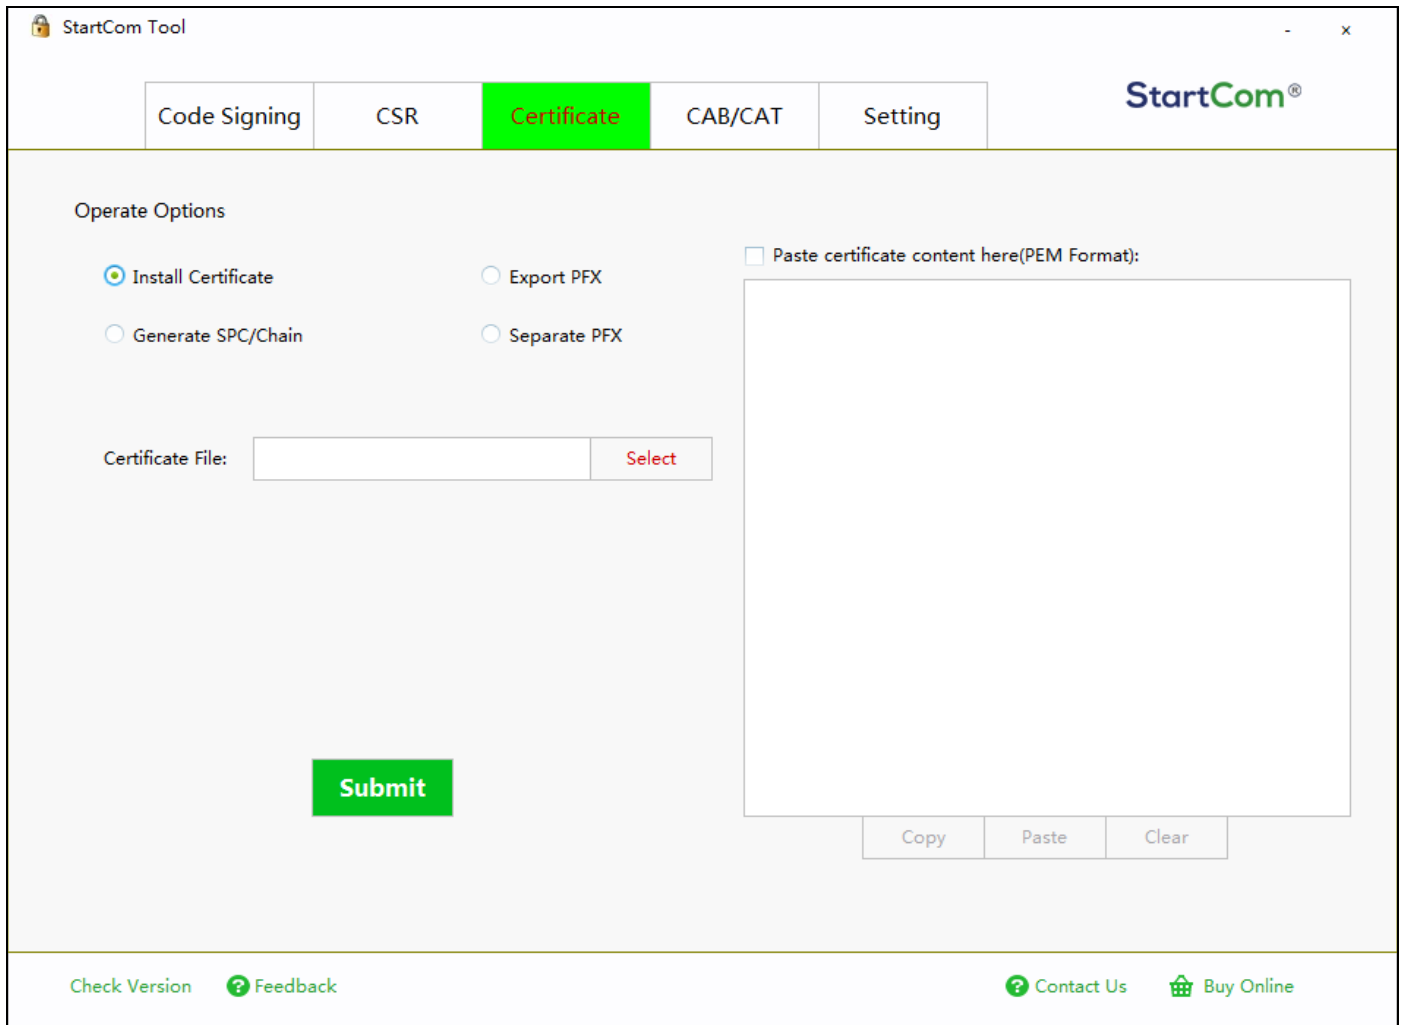 StartCom Tool
- x
Code Signing CSR Certificate CAB/CAT Setting StartCom®
Operate Options
Paste certificate content here(PEM Format):
Install Certificate Export PFX
Generate SPC/Chain Separate PFX
Certificate File: Select
Submit
Copy Paste Clear
Check Version ? Feedback ? Contact Us Buy Online